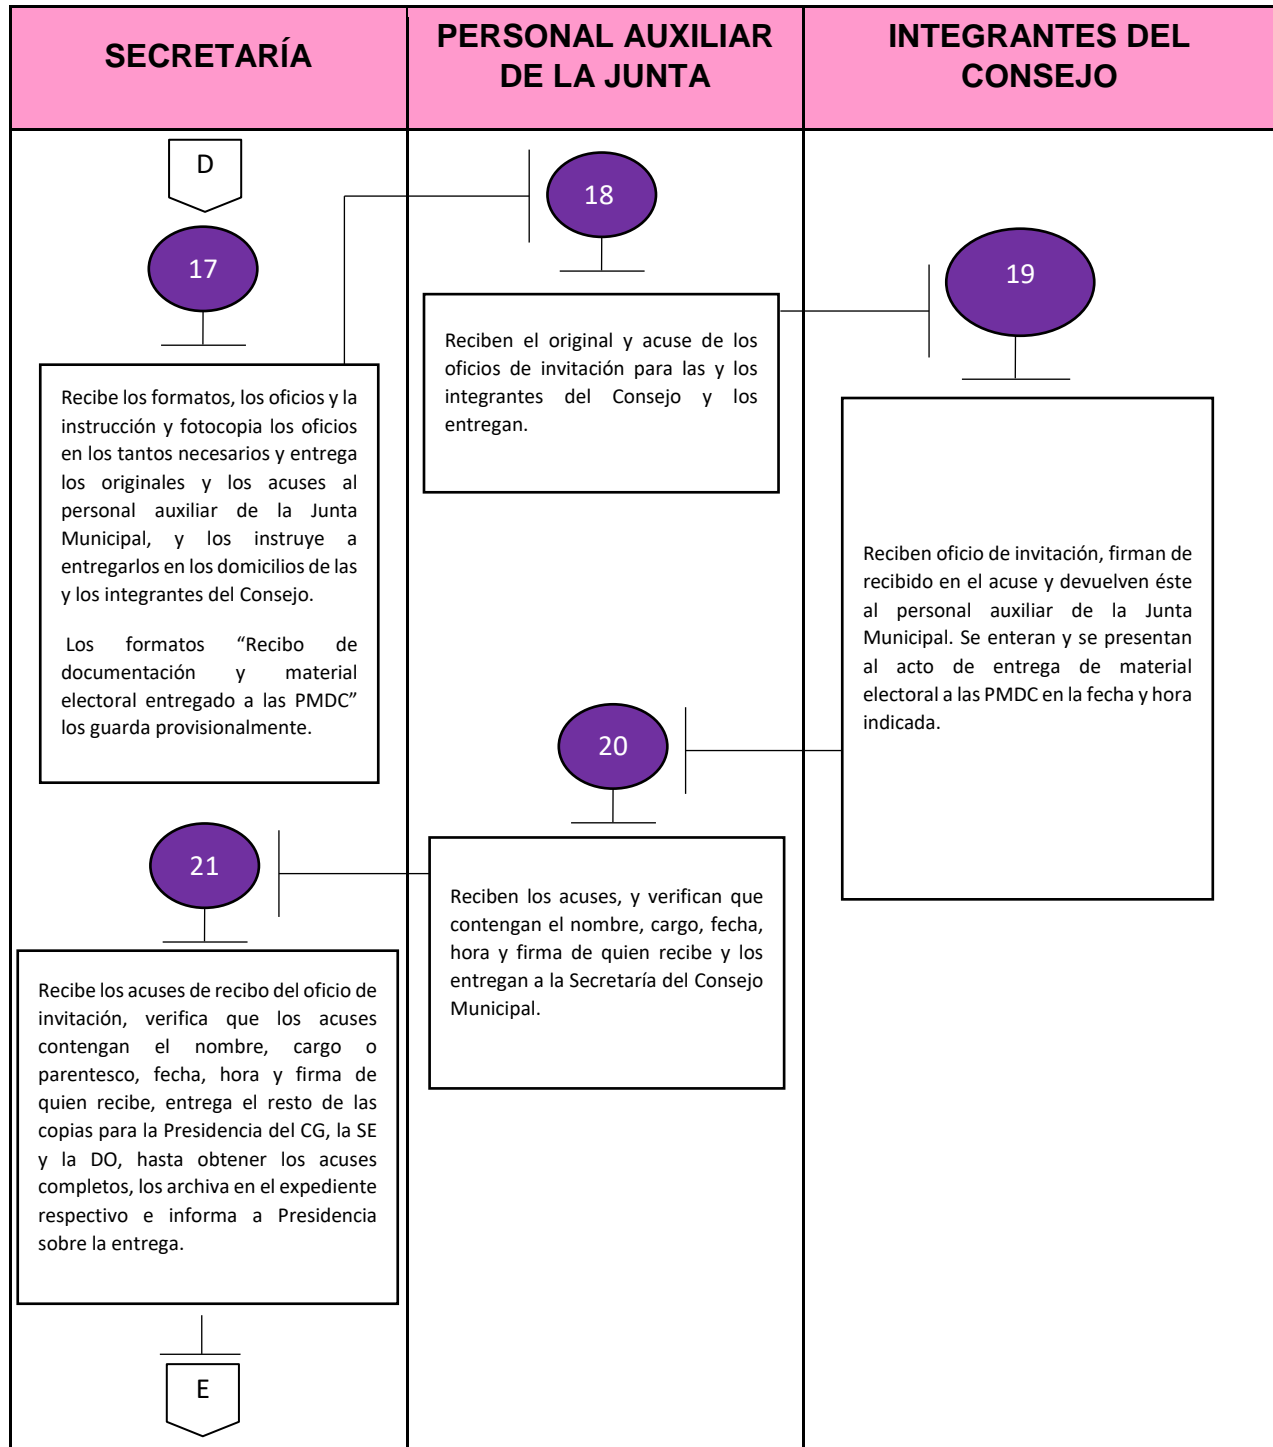 SECRETARÍA
PERSONAL AUXILIAR
DE LA JUNTA
INTEGRANTES DEL
CONSEJO
D
17
Recibe los formatos, los oficios y la
instrucción y fotocopia los oficios
en los tantos necesarios y entrega
los originales y los acuses al
personal auxiliar de la Junta
Municipal, y los instruye a
entregarlos en los domicilios de las
y los integrantes del Consejo.
Los formatos “Recibo de
documentación y material
electoral entregado a las PMDC”
los guarda provisionalmente.
18
Reciben el original y acuse de los
oficios de invitación para las y los
integrantes del Consejo y los
entregan.
19
Reciben oficio de invitación, firman de
recibido en el acuse y devuelven éste
al personal auxiliar de la Junta
Municipal. Se enteran y se presentan
al acto de entrega de material
electoral a las PMDC en la fecha y hora
indicada.
20
Reciben los acuses, y verifican que
contengan el nombre, cargo, fecha,
hora y firma de quien recibe y los
entregan a la Secretaría del Consejo
Municipal.
21
Recibe los acuses de recibo del oficio de
invitación, verifica que los acuses
contengan el nombre, cargo o
parentesco, fecha, hora y firma de
quien recibe, entrega el resto de las
copias para la Presidencia del CG, la SE
y la DO, hasta obtener los acuses
completos, los archiva en el expediente
respectivo e informa a Presidencia
sobre la entrega.
E